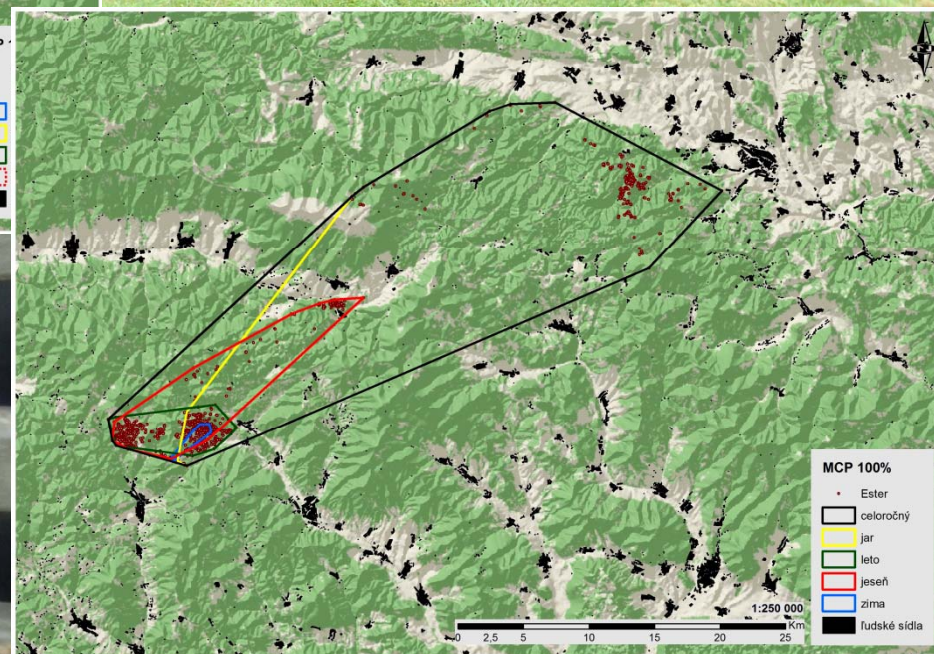 MCP 100%
Ester
celoročný
jar
leto
jeseň
zima
ľudské sídla
1:250 000
Km
0 2,5 5 10 15 20 25